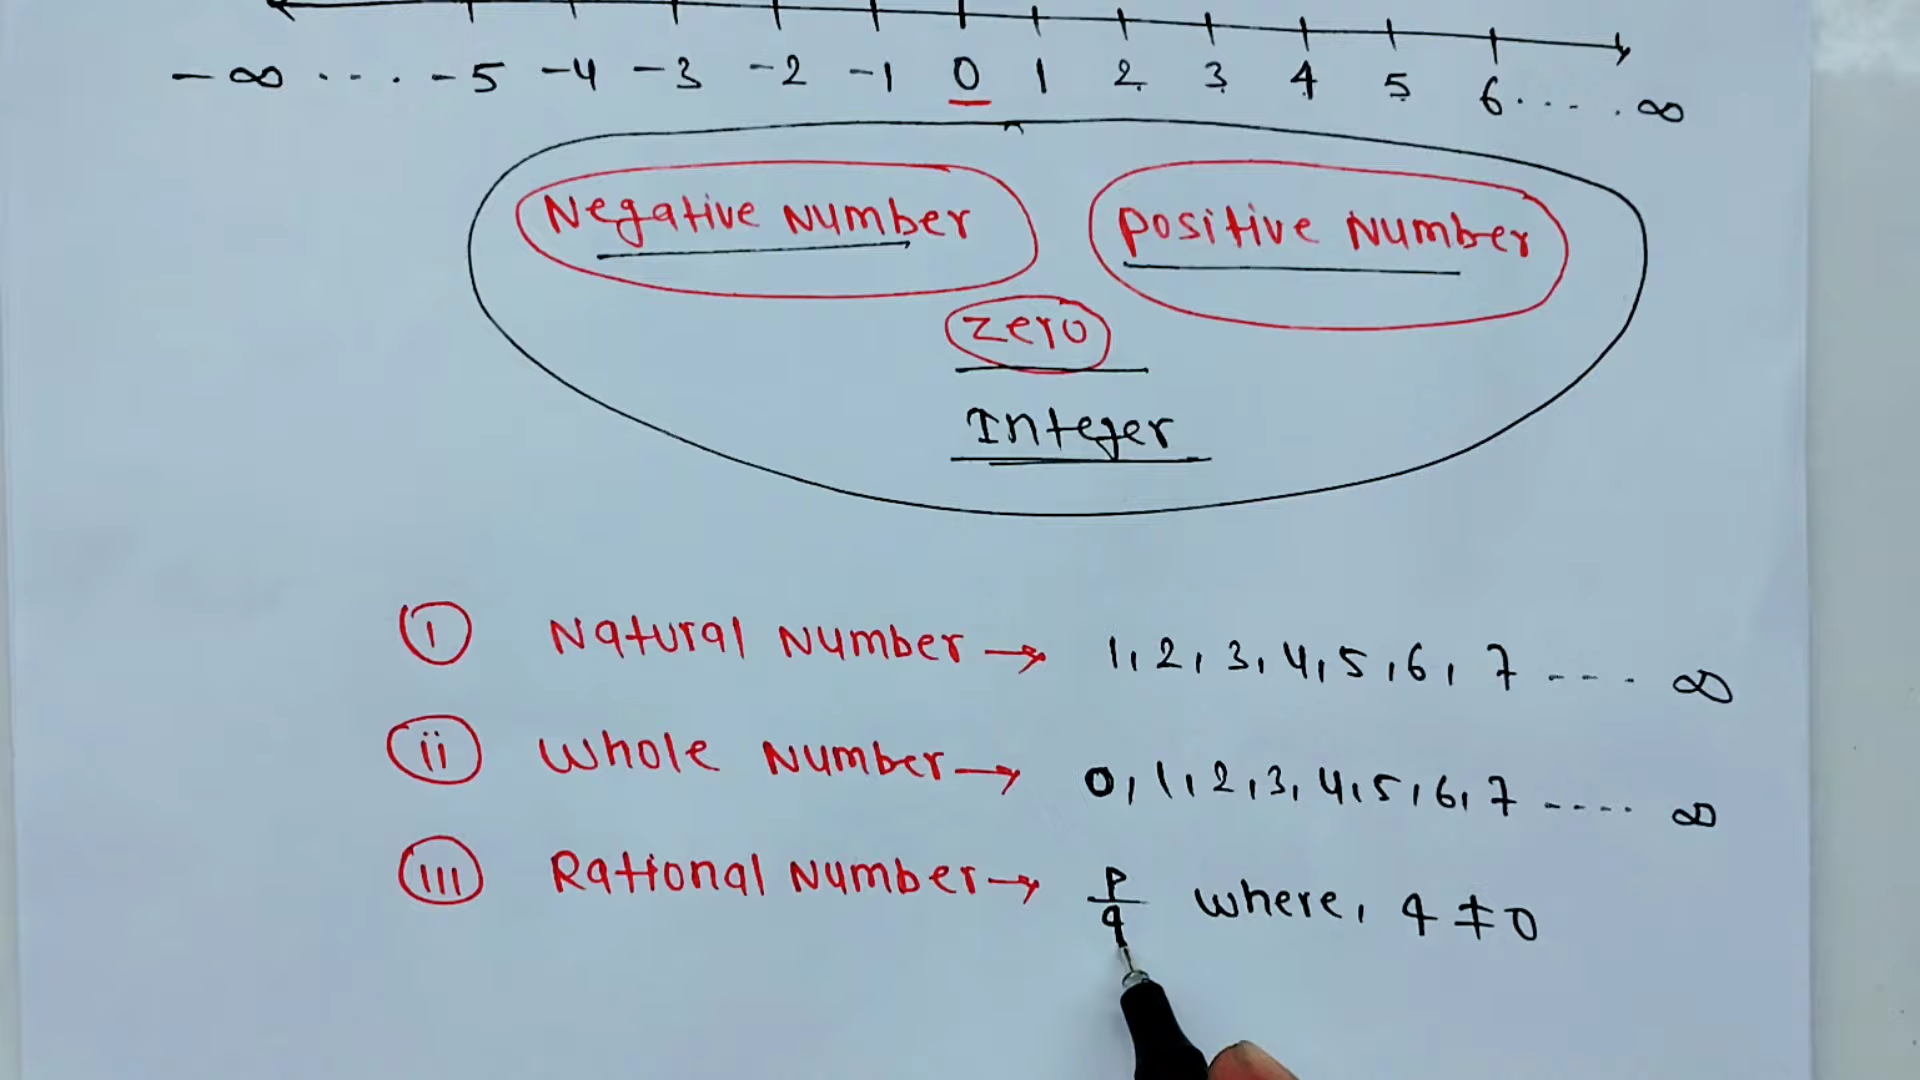 -∞ .... -5 -4 -3 -2 -1 0 1 2 3 4 5 6.... ∞
Negative Number Positive Number
Zero
Integer
i Natural Number → 1, 2, 3, 4, 5, 6, 7 .... ∞
ii Whole Number → 0, 1, 2, 3, 4, 5, 6, 7 .... ∞
iii Rational Number → p/q where, q ≠ 0